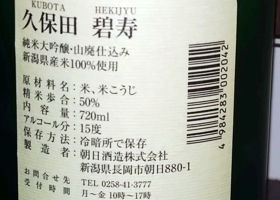 KUBOTA HEKIJYU
久保田 碧寿
純米大吟醸・山廃仕込み
新潟県産米100%使用
原材料名：米、米こうじ
精米歩合：50%
内容量：720ml
アルコール分：15度
保存方法：冷暗所で保存
製造者：朝日酒造株式会社
新潟県長岡市朝日880-1
お問合せ先 TEL 0258-41-3777
受付時間 月～金 10時～17時
4984283002042